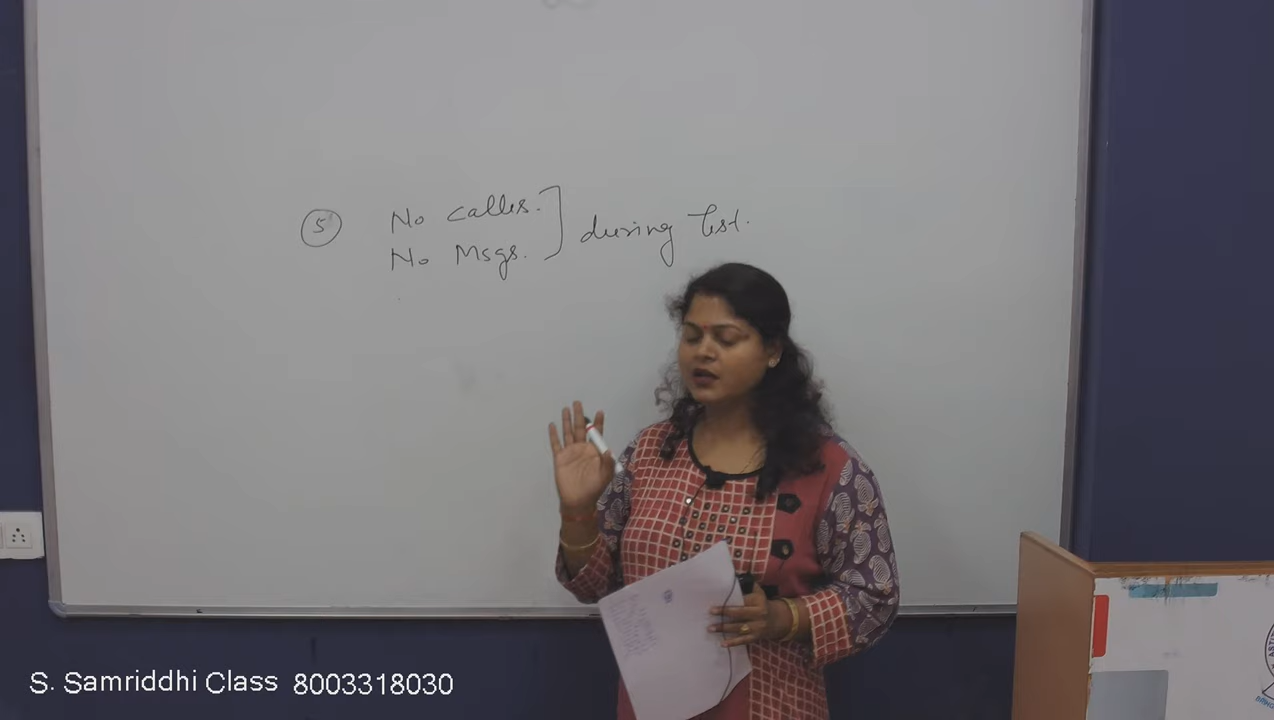 5 No calles.
No Msgs.
during test.
S. Samriddhi Class 8003318030